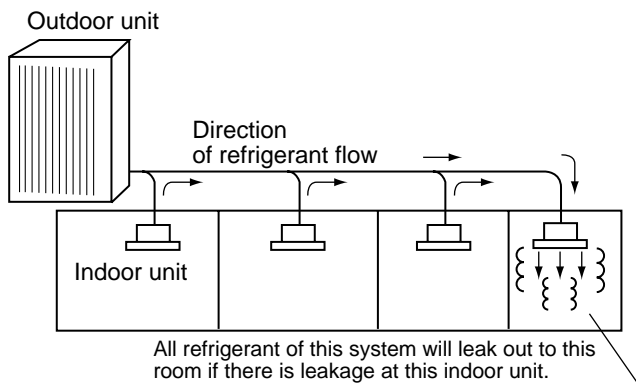 Outdoor unit
Direction
of refrigerant flow
Indoor unit
All refrigerant of this system will leak out to this
room if there is leakage at this indoor unit.